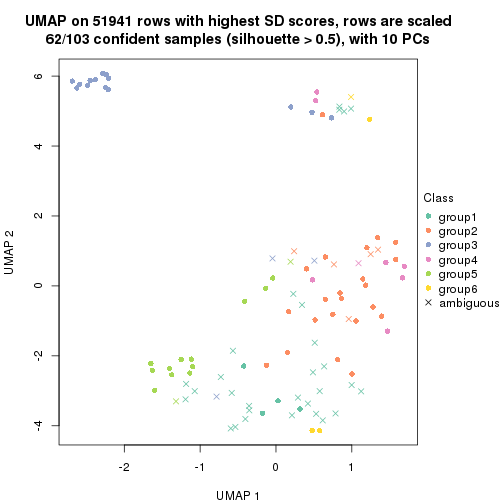 UMAP on 51941 rows with highest SD scores, rows are scaled
62/103 confident samples (silhouette > 0.5), with 10 PCs
6
4
2
0
-2
-4
UMAP 2
-2
-1
0
1
UMAP 1
Class
group1
group2
group3
group4
group5
group6
ambiguous